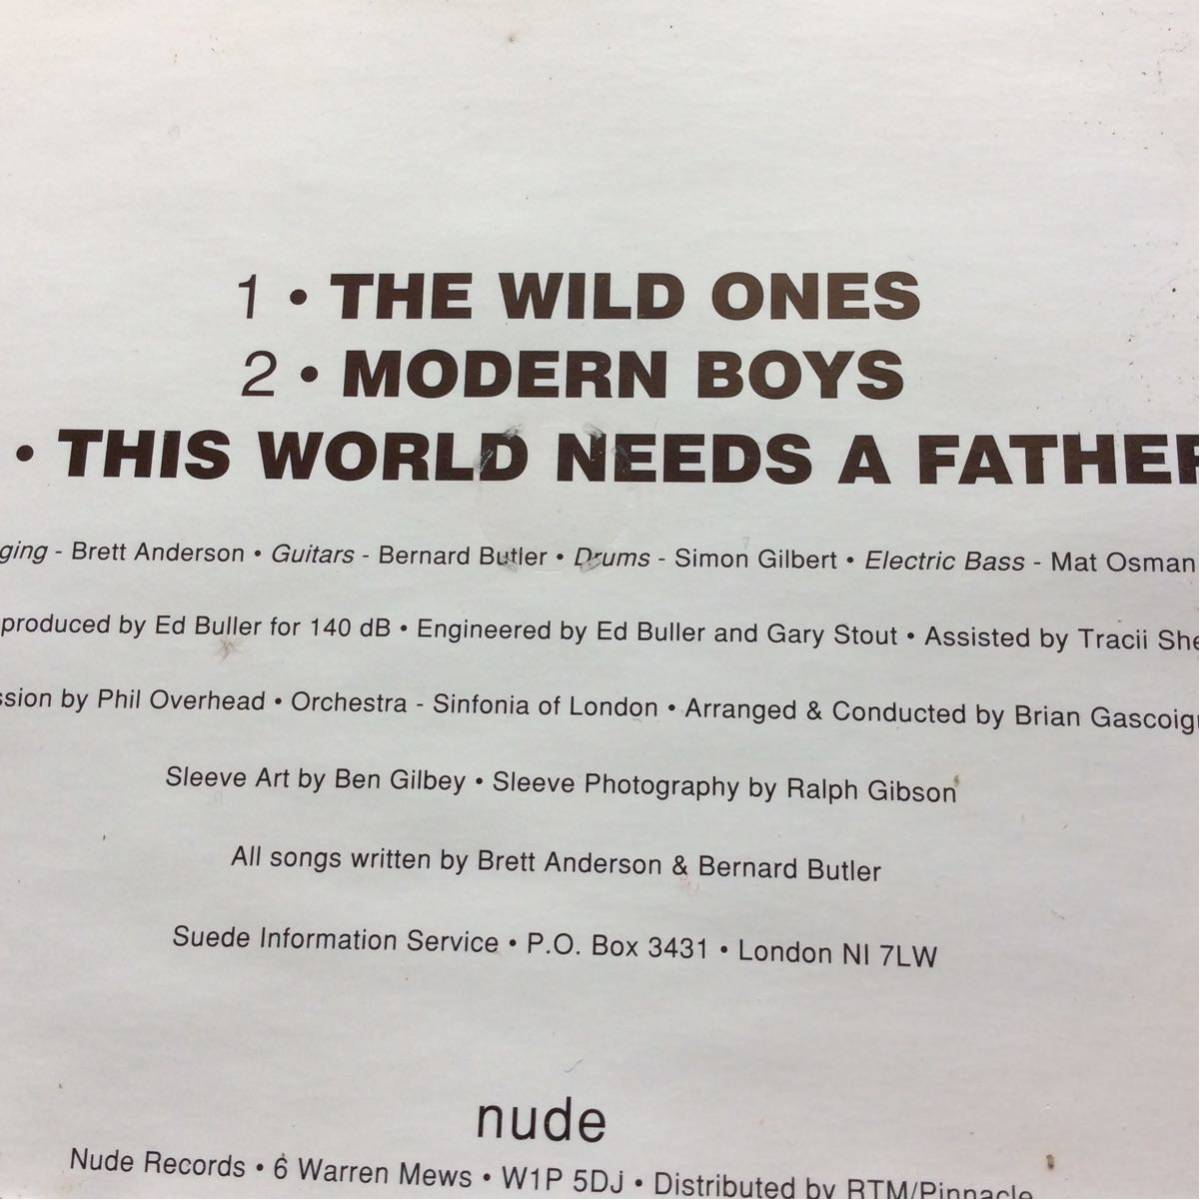 1 • THE WILD ONES
2 • MODERN BOYS
• THIS WORLD NEEDS A FATHER
ging - Brett Anderson • Guitars - Bernard Butler • Drums - Simon Gilbert • Electric Bass - Mat Osman
produced by Ed Buller for 140 dB • Engineered by Ed Buller and Gary Stout • Assisted by Tracii She
ssion by Phil Overhead • Orchestra - Sinfonia of London • Arranged & Conducted by Brian Gascoig
Sleeve Art by Ben Gilbey • Sleeve Photography by Ralph Gibson
All songs written by Brett Anderson & Bernard Butler
Suede Information Service • P.O. Box 3431 • London NI 7LW
nude
Nude Records • 6 Warren Mews • W1P 5DJ • Distributed by RTM/Pinnacle